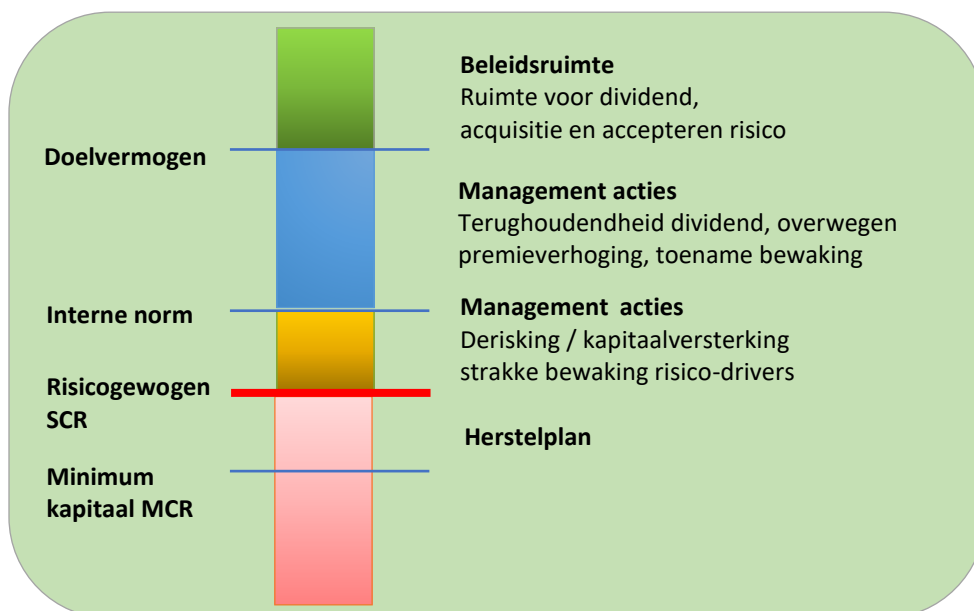 Beleidsruimte
Ruimte voor dividend,
acquisitie en accepteren risico
Doelvermogen
Management acties
Terughoudendheid dividend, overwegen
premieverhoging, toename bewaking
Interne norm
Management  acties
Derisking / kapitaalversterking
strakke bewaking risico-drivers
Risicogewogen
SCR
Herstelplan
Minimum
kapitaal MCR